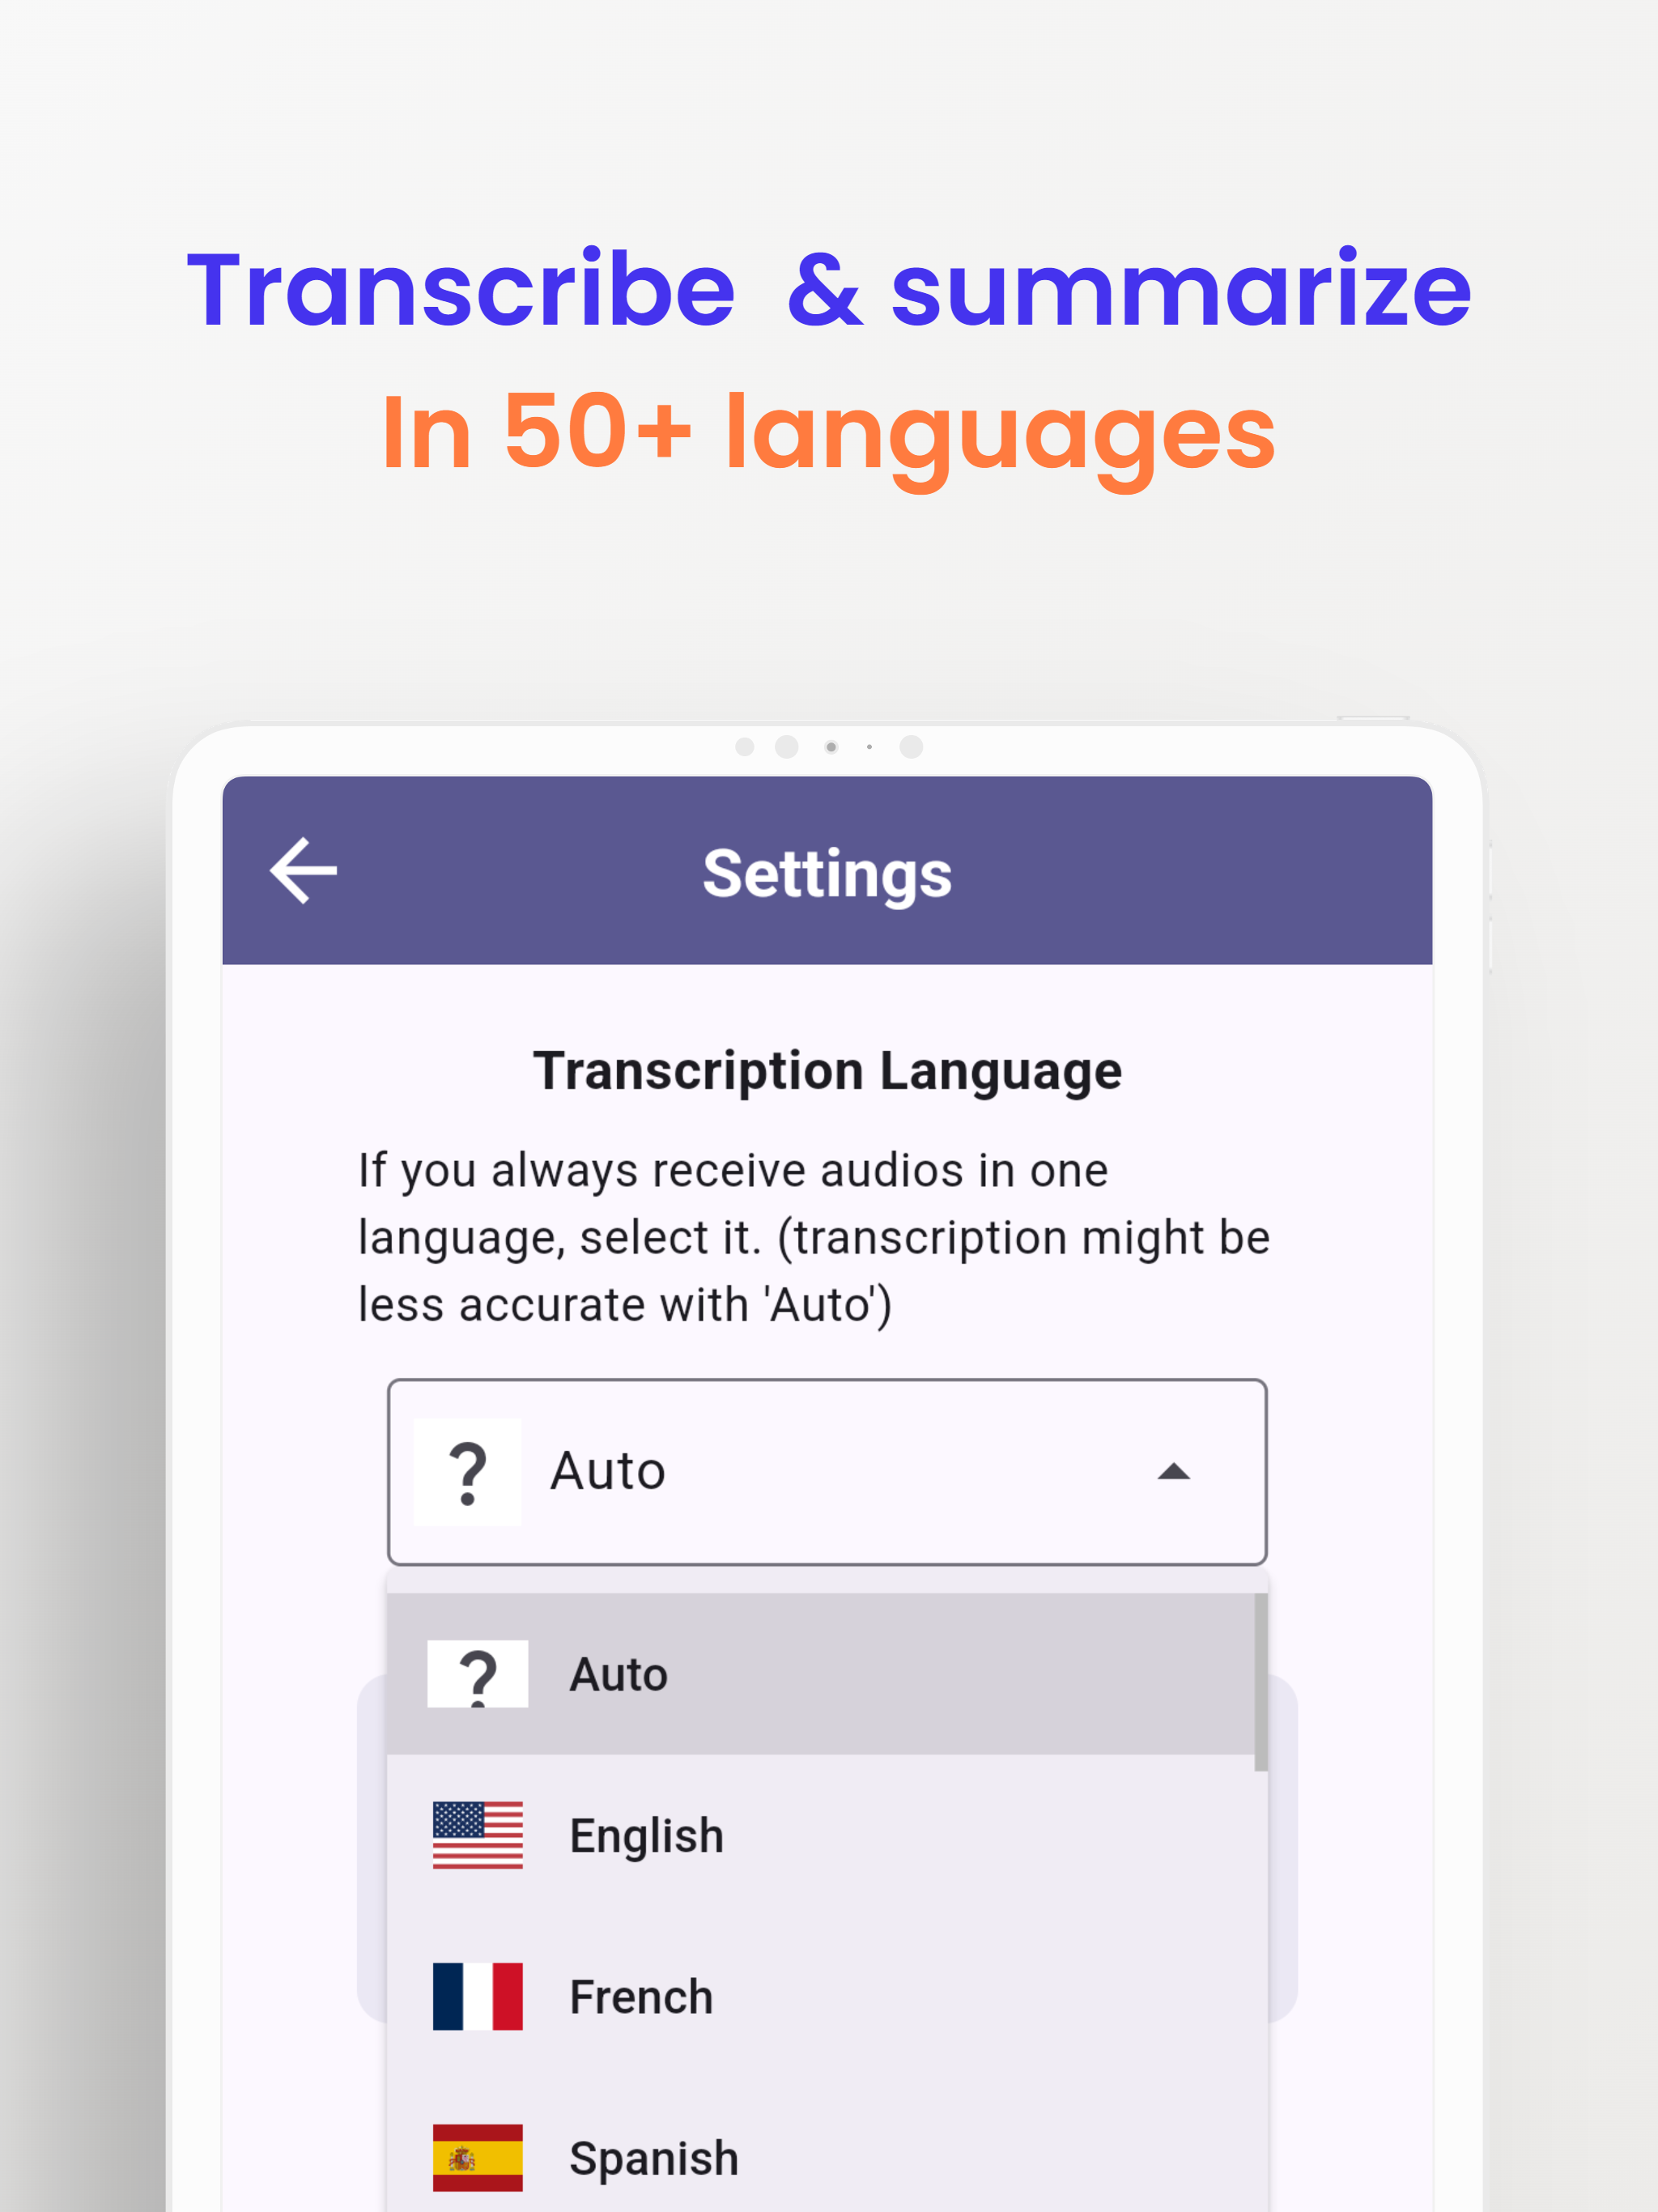 Transcribe & summarize
In 50+ languages
Settings
Transcription Language
If you always receive audios in one
language, select it. (transcription might be
less accurate with 'Auto')
? Auto
? Auto
English
French
Spanish